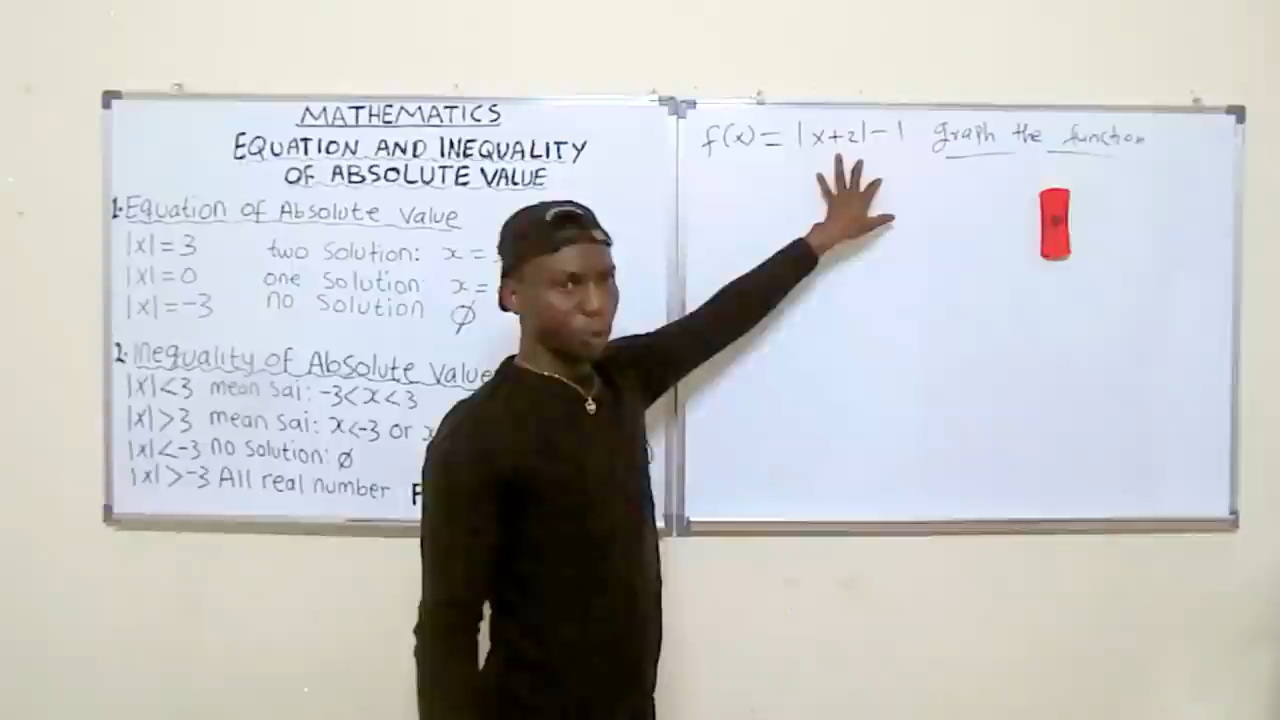 MATHEMATICS
EQUATION AND INEQUALITY
OF ABSOLUTE VALUE
1. Equation of Absolute Value
|x|=3 two solution: x=
|x|=0 one solution x=
|x|=-3 no solution ∅
2. Inequality of Absolute Value
|x|<3 mean sai: -3<x<3
|x|>3 mean sai: x<-3 or x
|x|<-3 no solution: ∅
|x|>-3 All real number
f(x) = |x+2|-1 graph the function